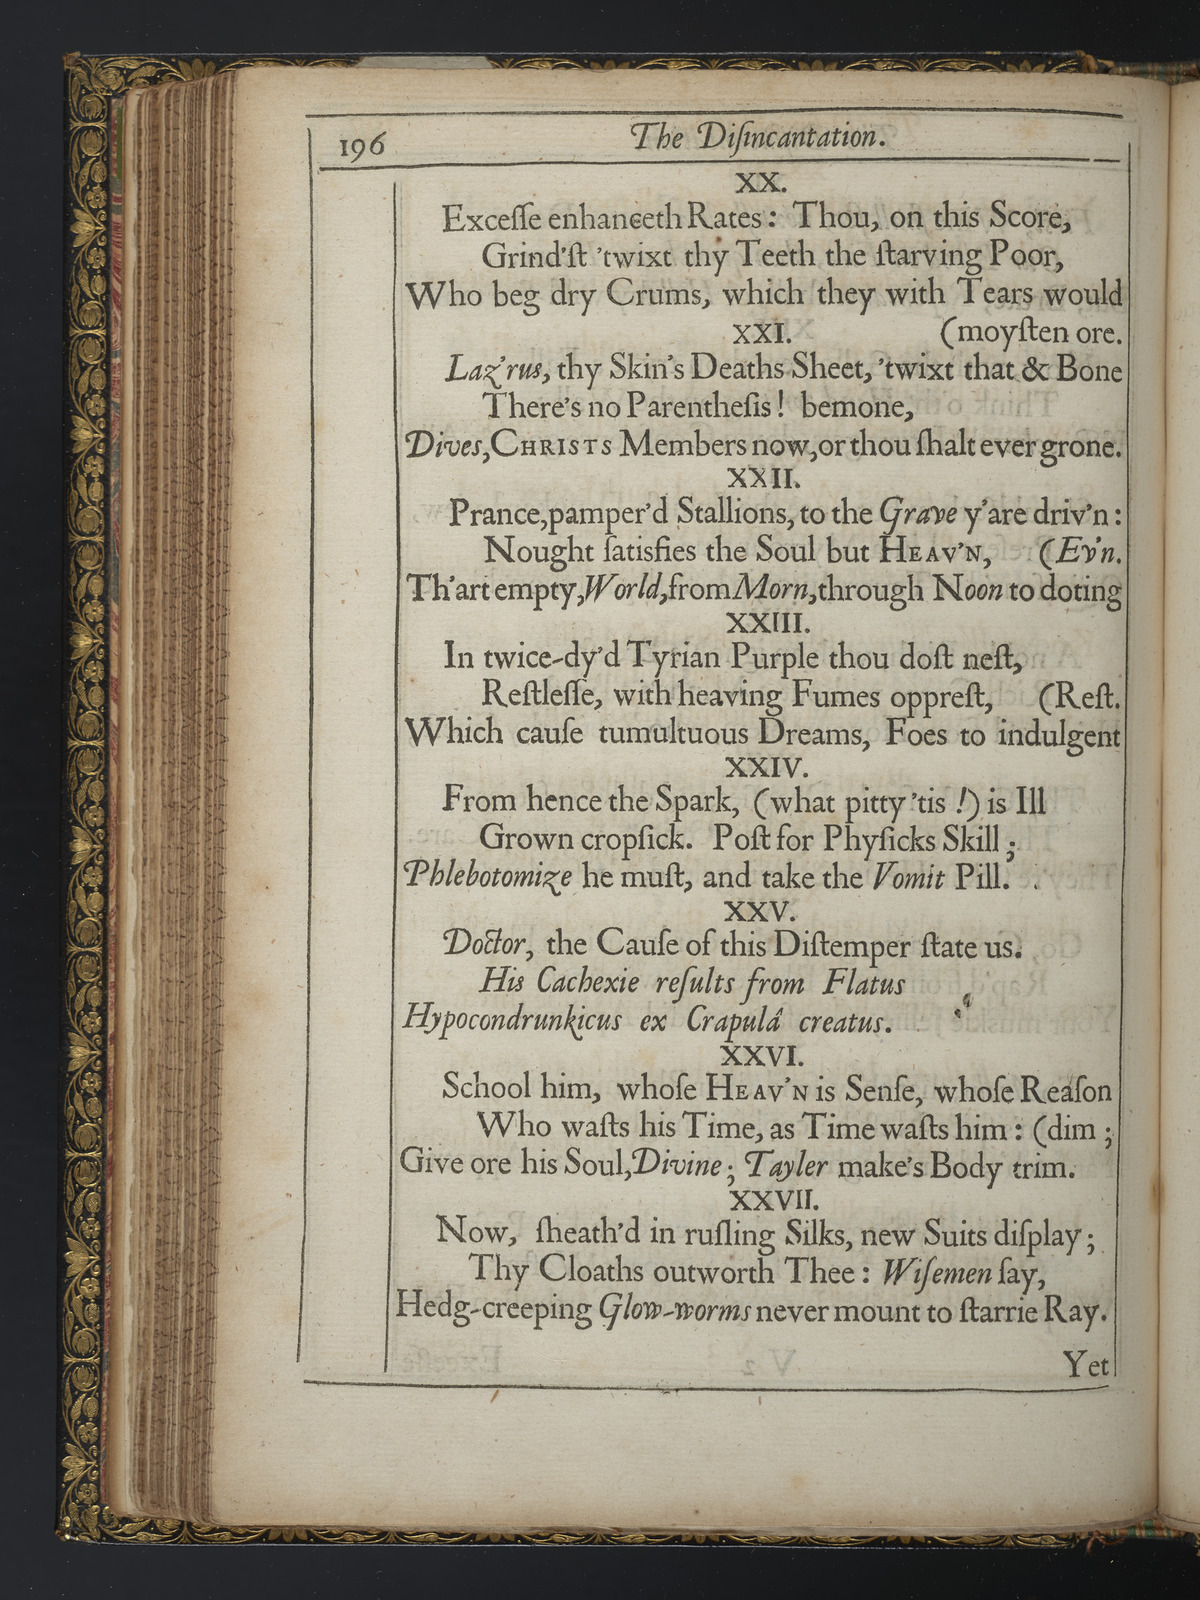 196
The Diſincantation.
XX.
Exceſſe enhanceth Rates: Thou, on this Score,
Grind'ſt 'twixt thy Teeth the ſtarving Poor,
Who beg dry Crums, which they with Tears would
XXI. (moyſten ore.
Laz'rus, thy Skin's Deaths Sheet, 'twixt that & Bone
There's no Parentheſis! bemone,
Dives, CHRISTS Members now, or thou ſhalt ever grone.
XXII.
Prance, pamper'd Stallions, to the Grave y'are driv'n:
Nought ſatisfies the Soul but HEAV'N, (Ev'n.
Th'art empty, World, from Morn, through Noon to doting
XXIII.
In twice-dy'd Tyrian Purple thou doſt neſt,
Reſtleſſe, with heaving Fumes oppreſt, (Reſt.
Which cauſe tumultuous Dreams, Foes to indulgent
XXIV.
From hence the Spark, (what pitty 'tis !) is Ill
Grown cropſick. Poſt for Phyſicks Skill;
Phlebotomize he muſt, and take the Vomit Pill.
XXV.
Doctor, the Cauſe of this Diſtemper ſtate us.
His Cachexie reſults from Flatus
Hypocondrunkicus ex Crapulâ creatus.
XXVI.
School him, whoſe HEAV'N is Senſe, whoſe Reaſon
Who waſts his Time, as Time waſts him: (dim;
Give ore his Soul, Divine; Tayler make's Body trim.
XXVII.
Now, ſheath'd in ruſling Silks, new Suits diſplay;
Thy Cloaths outworth Thee: Wiſemen ſay,
Hedg-creeping Glow-worms never mount to ſtarrie Ray.
Yet